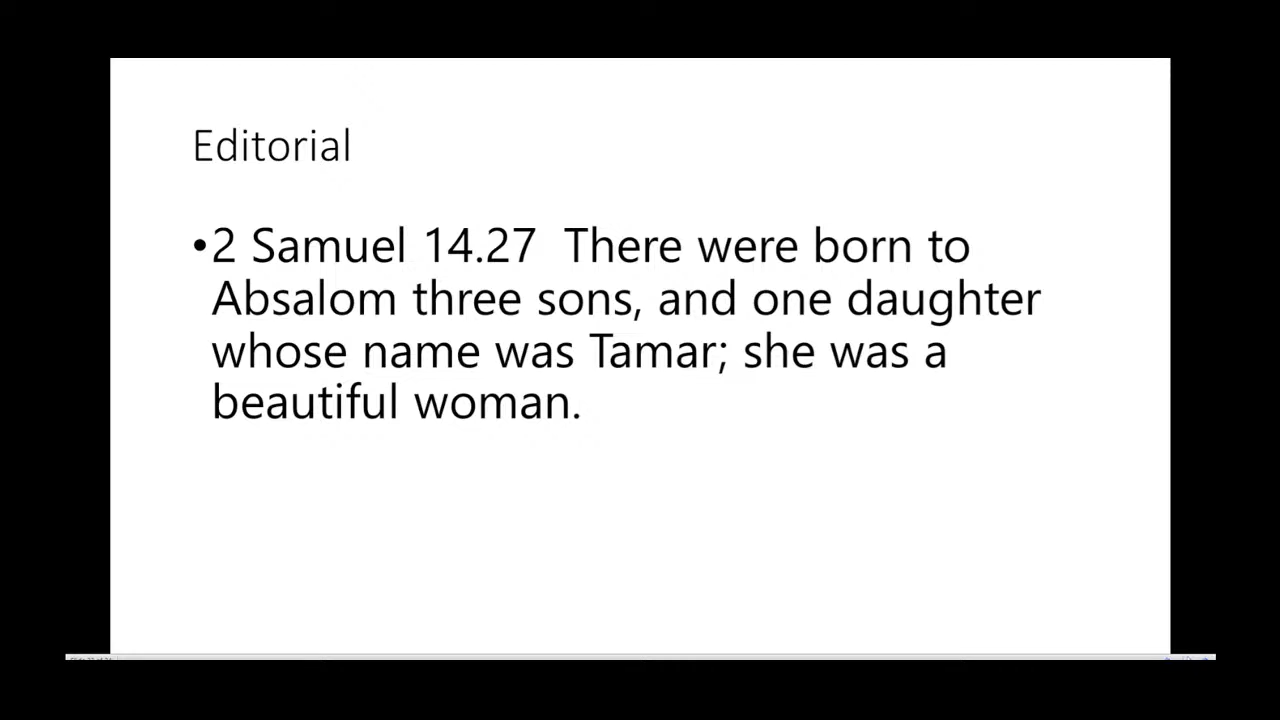 Editorial
•2 Samuel 14.27  There were born to
Absalom three sons, and one daughter
whose name was Tamar; she was a
beautiful woman.